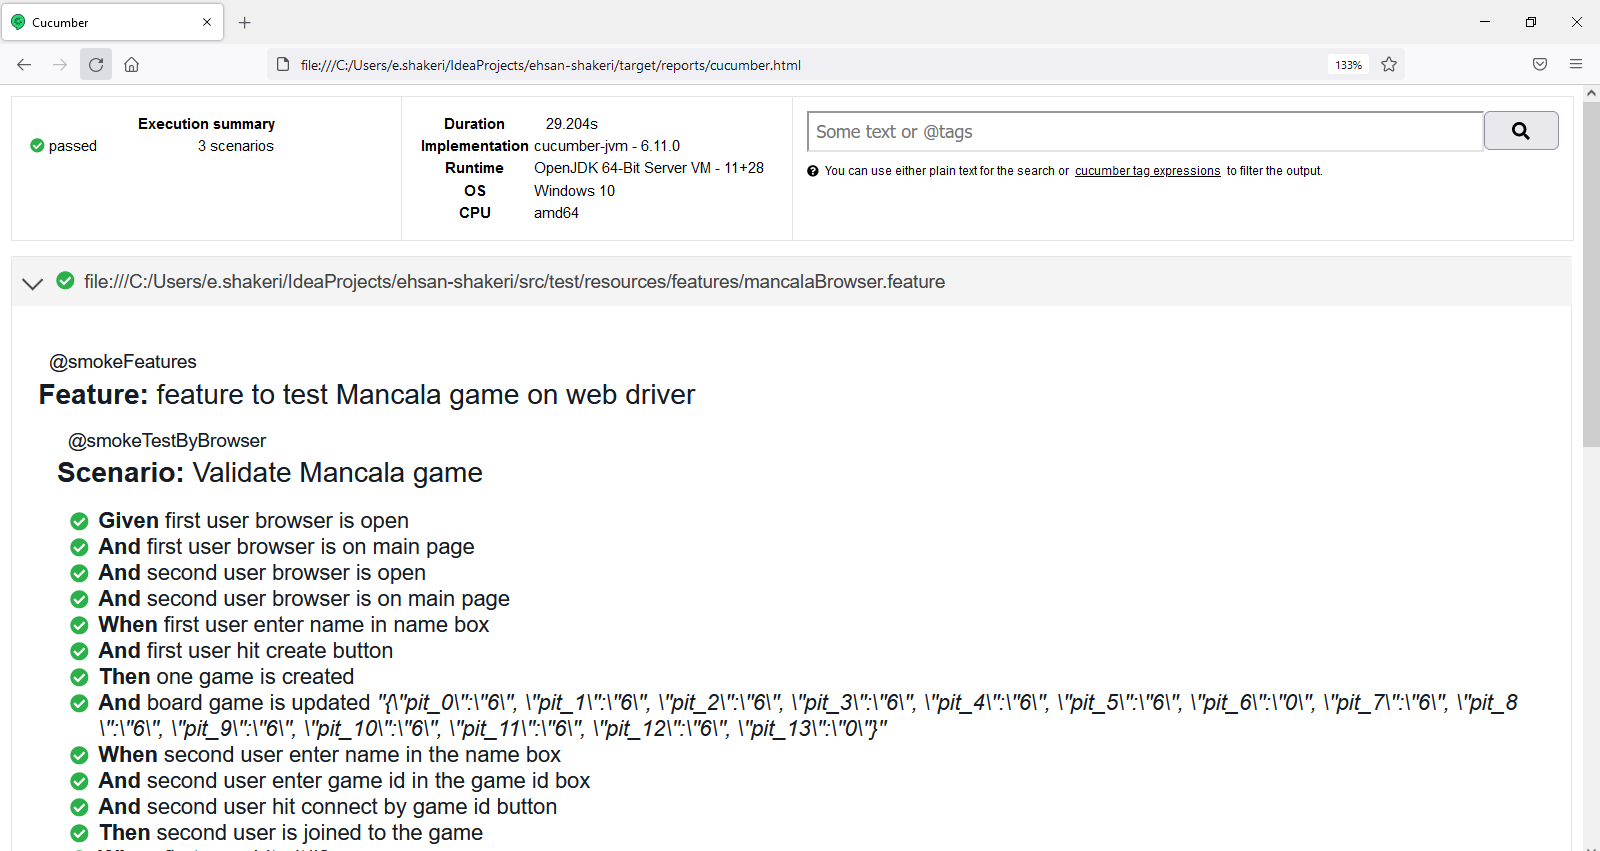 Cucumber
file:///C:/Users/e.shakeri/IdeaProjects/ehsan-shakeri/target/reports/cucumber.html
133%
Execution summary
passed 3 scenarios
Duration 29.204s
Implementation cucumber-jvm - 6.11.0
Runtime OpenJDK 64-Bit Server VM - 11+28
OS Windows 10
CPU amd64
Some text or @tags
You can use either plain text for the search or cucumber tag expressions to filter the output.
file:///C:/Users/e.shakeri/IdeaProjects/ehsan-shakeri/src/test/resources/features/mancalaBrowser.feature
@smokeFeatures
Feature: feature to test Mancala game on web driver
@smokeTestByBrowser
Scenario: Validate Mancala game
Given first user browser is open
And first user browser is on main page
And second user browser is open
And second user browser is on main page
When first user enter name in name box
And first user hit create button
Then one game is created
And board game is updated "{\"pit_0\":\"6\", \"pit_1\":\"6\", \"pit_2\":\"6\", \"pit_3\":\"6\", \"pit_4\":\"6\", \"pit_5\":\"6\", \"pit_6\":\"0\", \"pit_7\":\"6\", \"pit_8
\":\"6\", \"pit_9\":\"6\", \"pit_10\":\"6\", \"pit_11\":\"6\", \"pit_12\":\"6\", \"pit_13\":\"0\"}"
When second user enter name in the name box
And second user enter game id in the game id box
And second user hit connect by game id button
Then second user is joined to the game